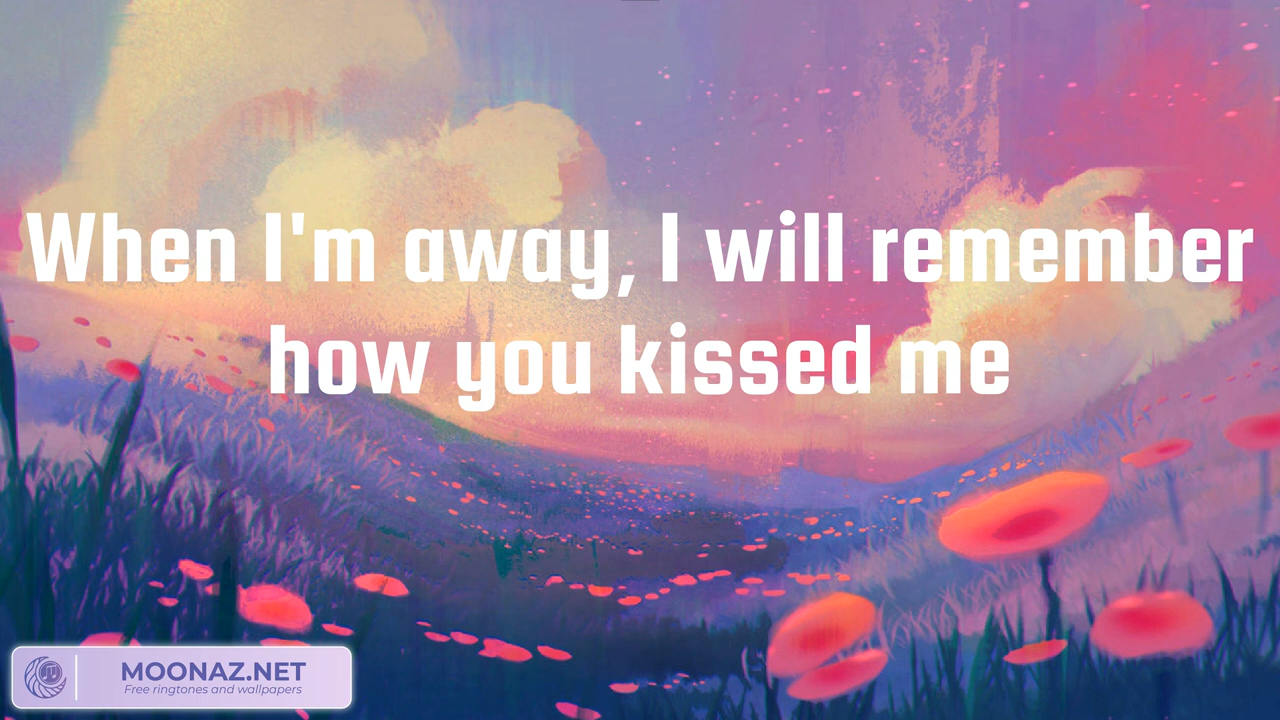 When I'm away, I will remember
how you kissed me
MOONAZ.NET
Free ringtones and wallpapers